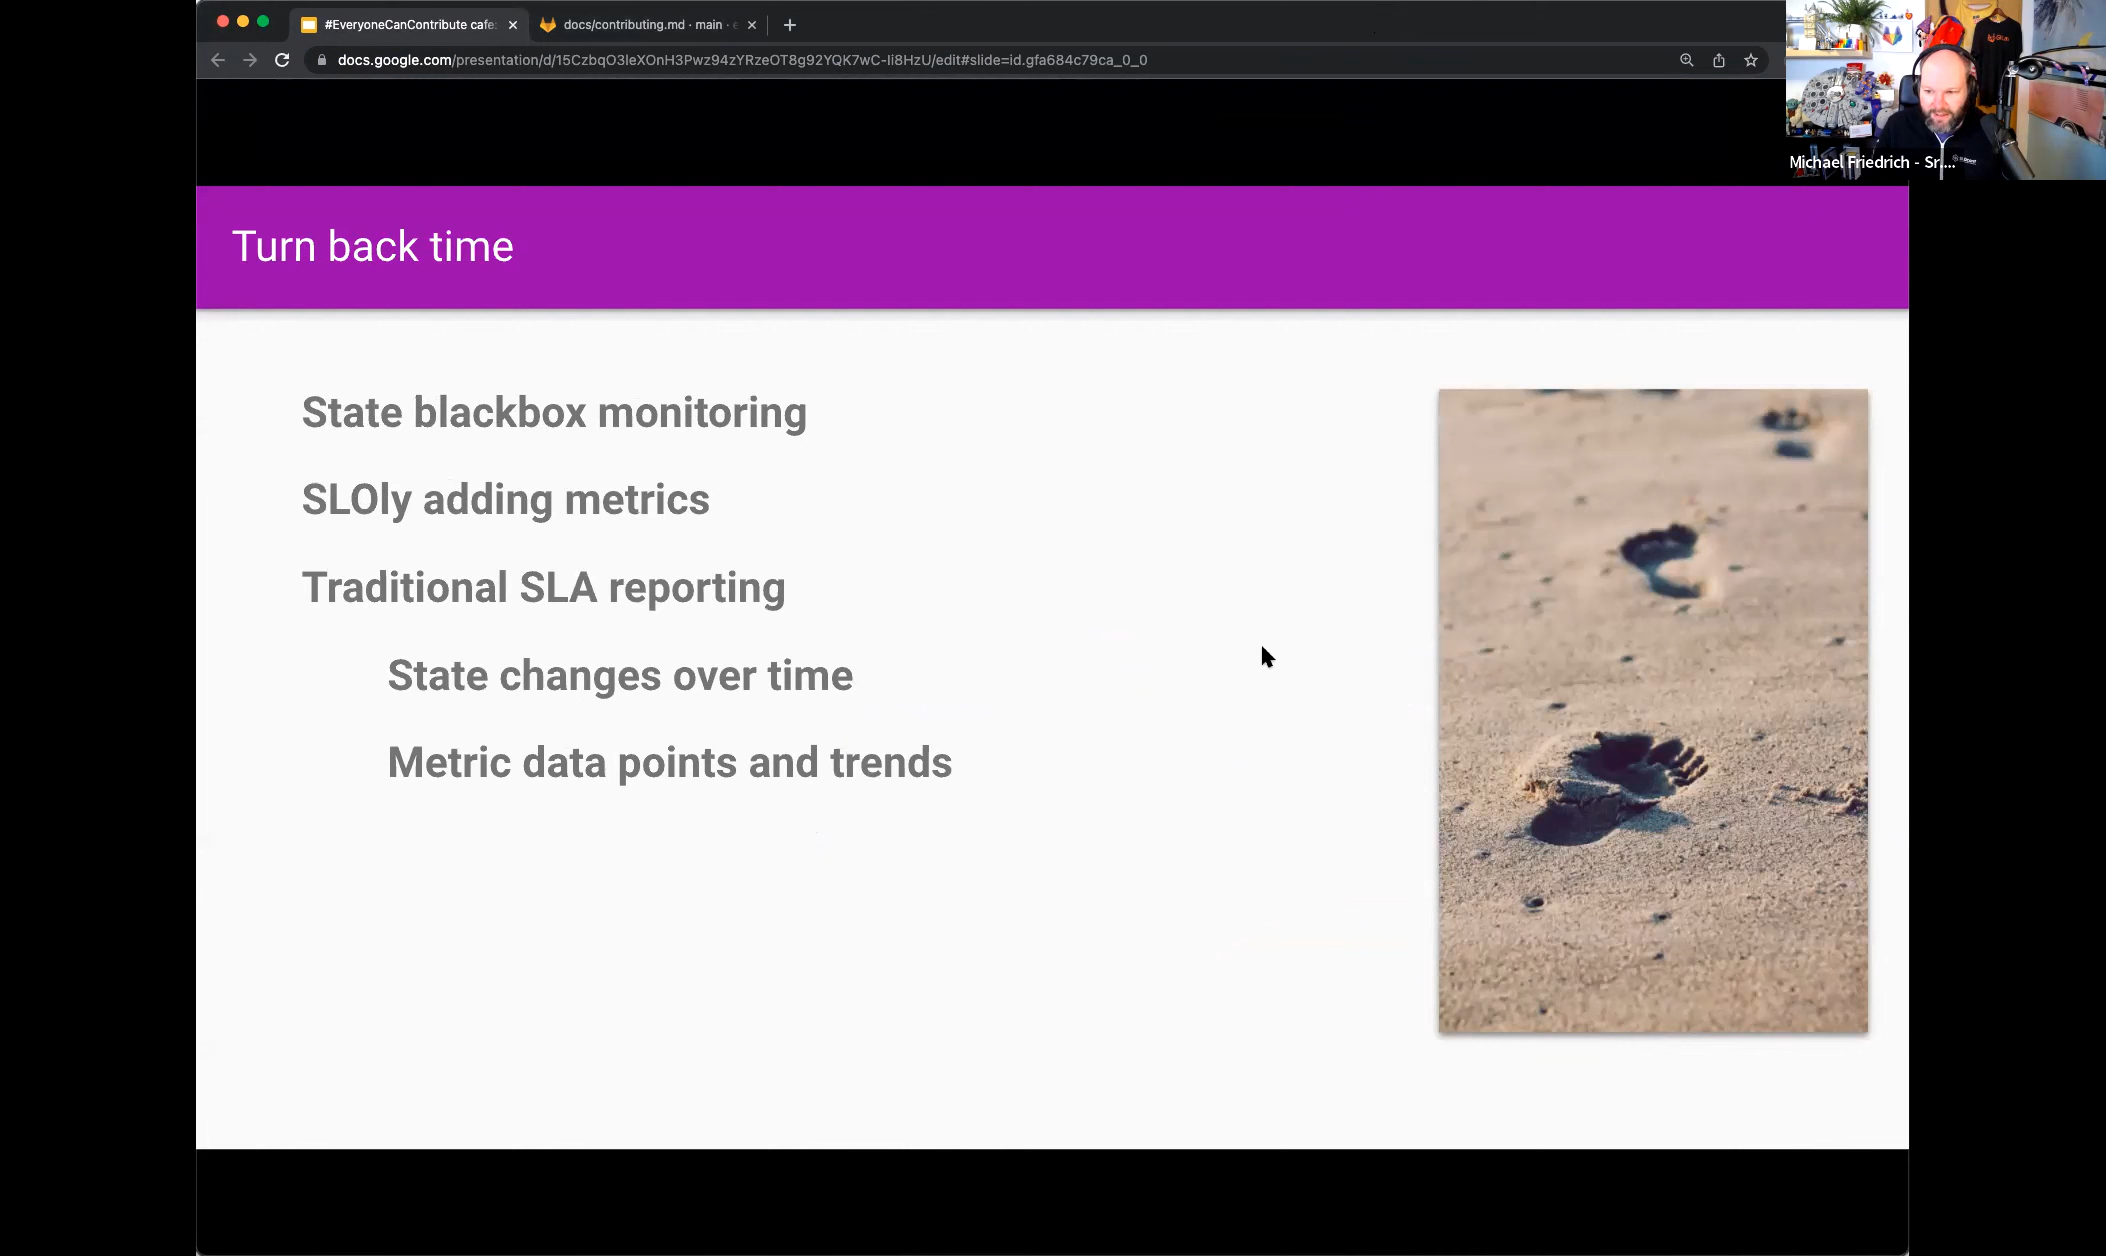 #EveryoneCanContribute cafe:
docs/contributing.md · main ·
docs.google.com/presentation/d/15CzbqO3IeXOnH3Pwz94zYRzeOT8g92YQK7wC-Ii8HzU/edit#slide=id.gfa684c79ca_0_0
Michael Friedrich - Sr....
Turn back time
State blackbox monitoring
SLOly adding metrics
Traditional SLA reporting
State changes over time
Metric data points and trends